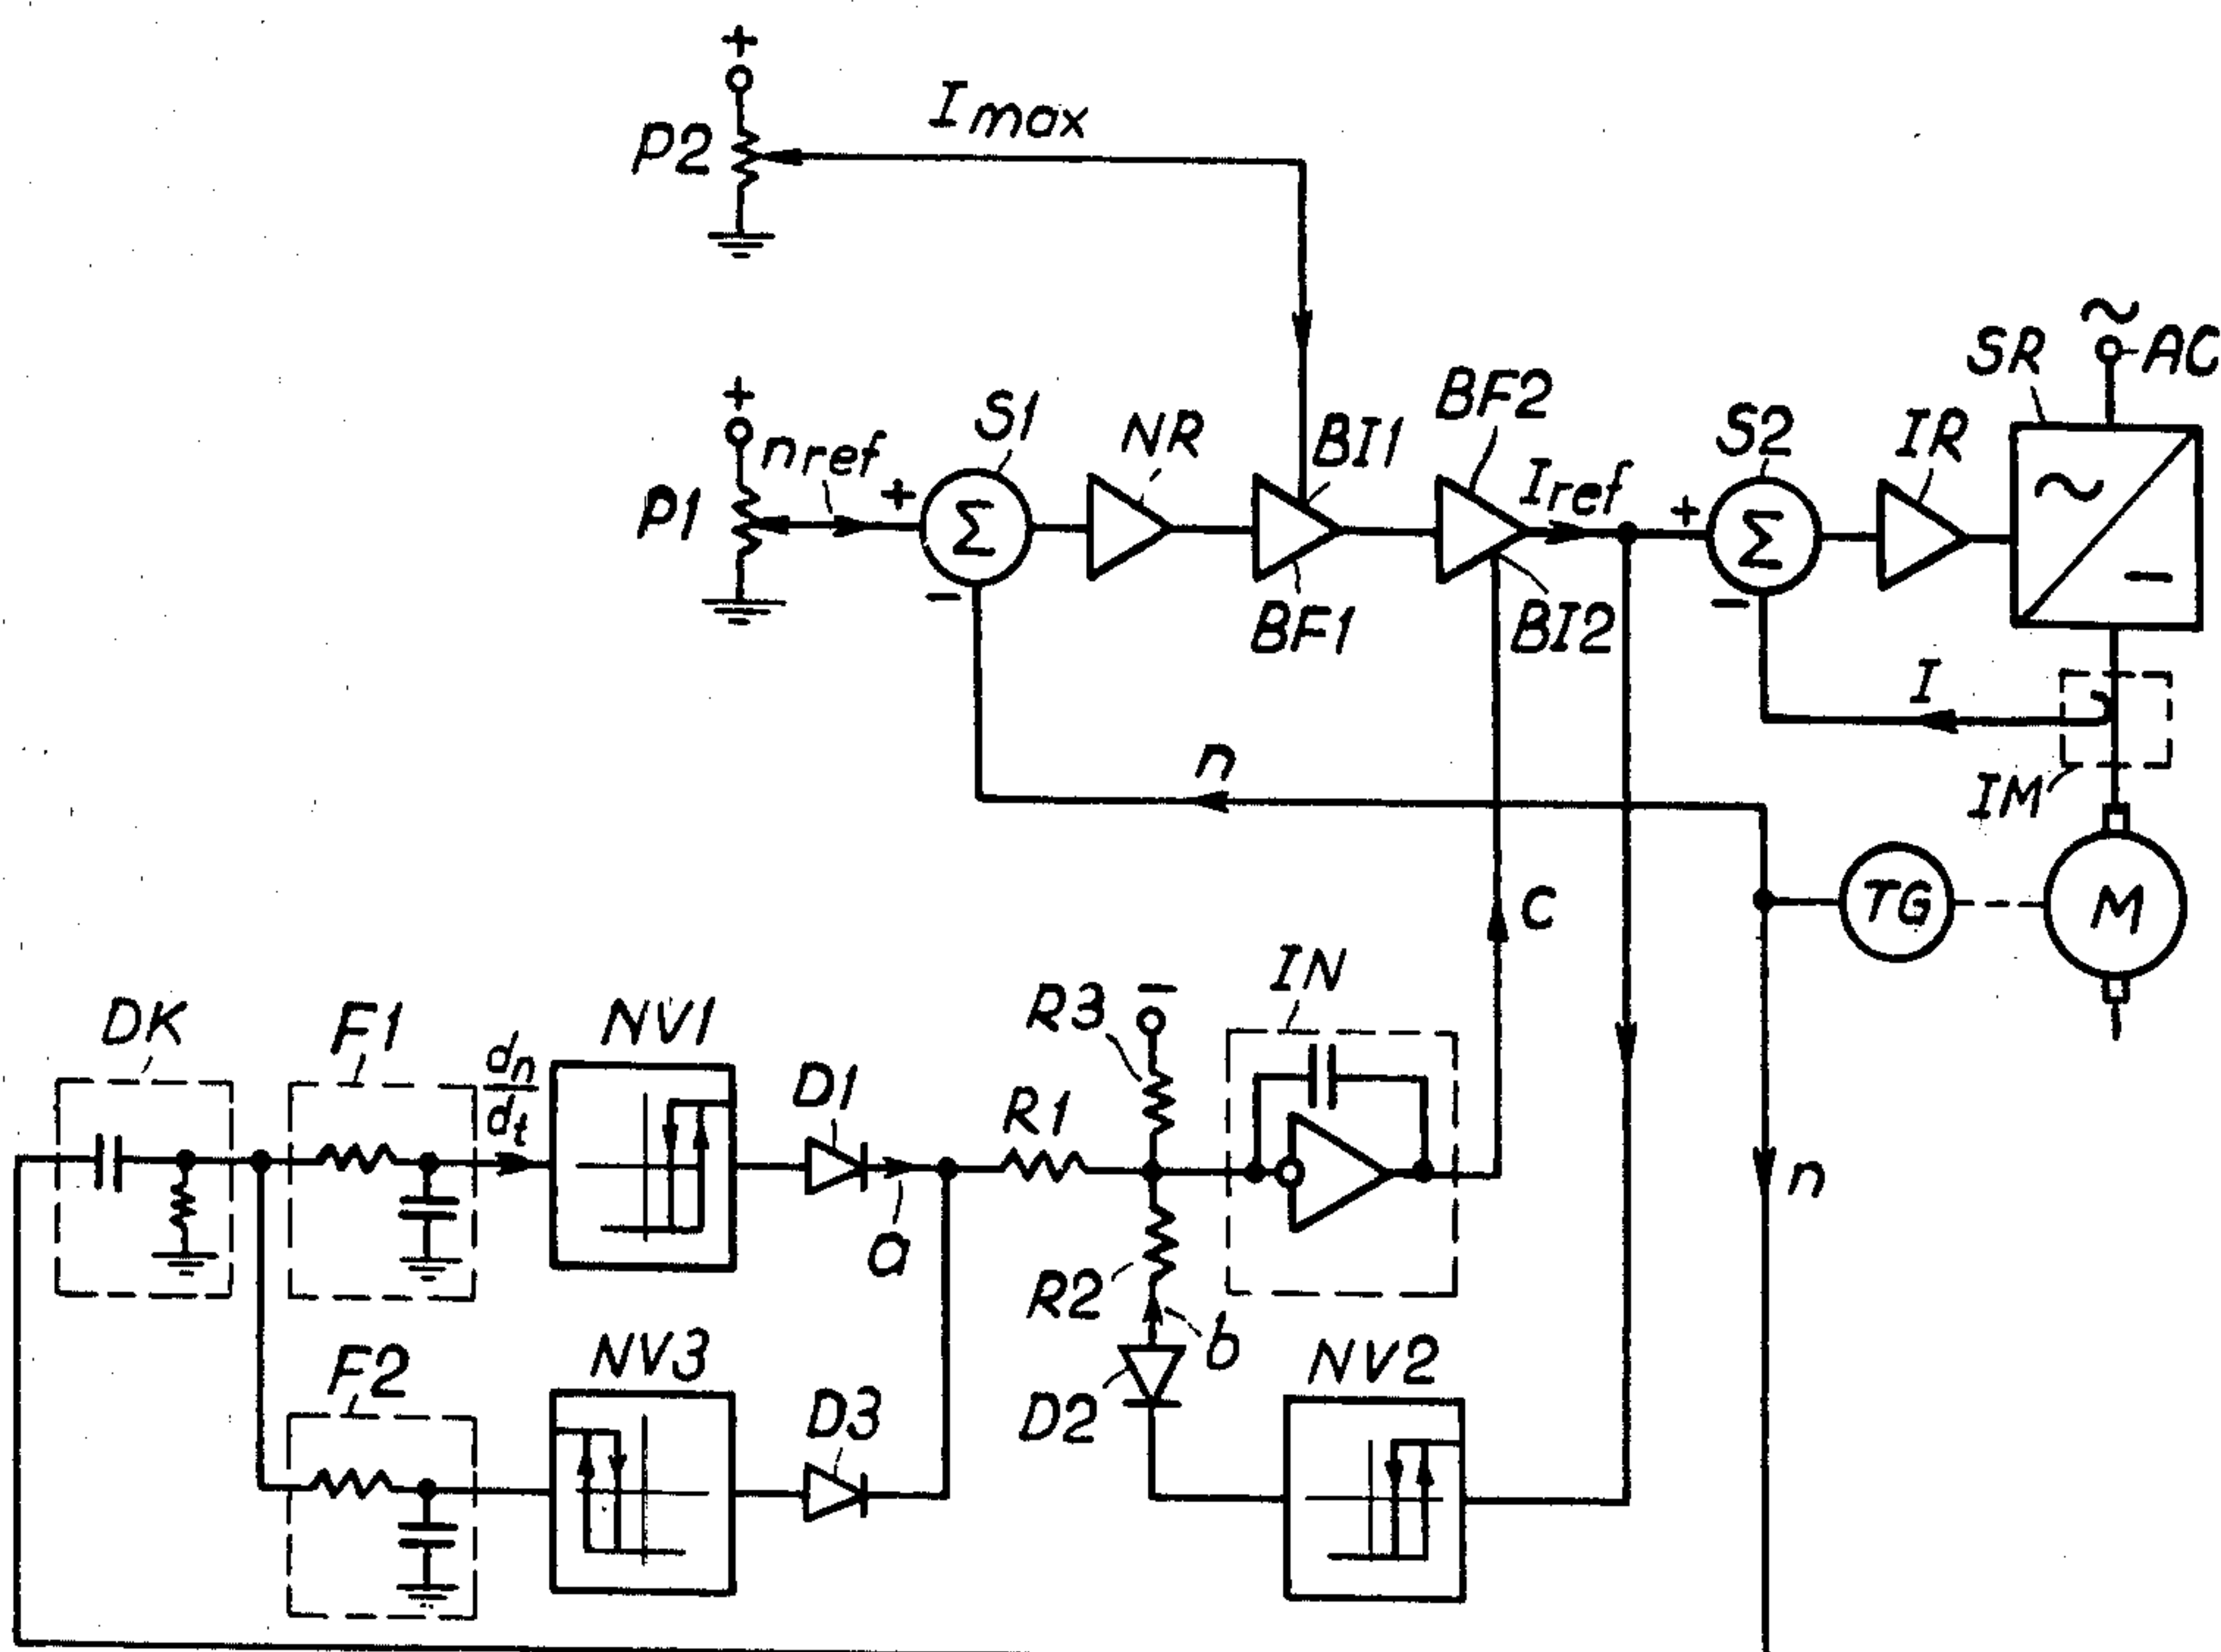 +
P2
Imax
+
P1
nref
+
S1
Σ
−
NR
BI1
BF1
BF2
BI2
Iref
+
S2
Σ
−
IR
SR
~
AC
~
−
I
IM
n
TG
M
C
n
DK
F1
dn
dt
NV1
D1
a
R1
R3
−
IN
R2
b
D2
F2
NV3
D3
NV2